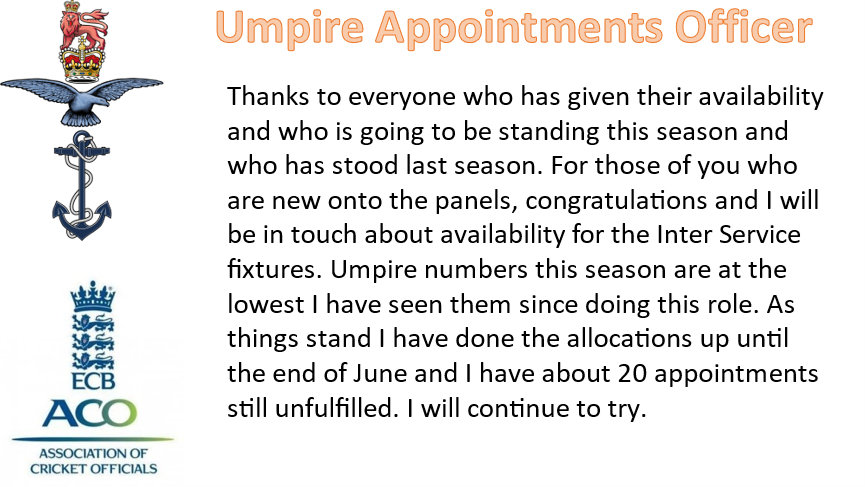 Umpire Appointments Officer
Thanks to everyone who has given their availability
and who is going to be standing this season and
who has stood last season. For those of you who
are new onto the panels, congratulations and I will
be in touch about availability for the Inter Service
fixtures. Umpire numbers this season are at the
lowest I have seen them since doing this role. As
things stand I have done the allocations up until
the end of June and I have about 20 appointments
still unfulfilled. I will continue to try.
ECB
ACO
ASSOCIATION OF
CRICKET OFFICIALS